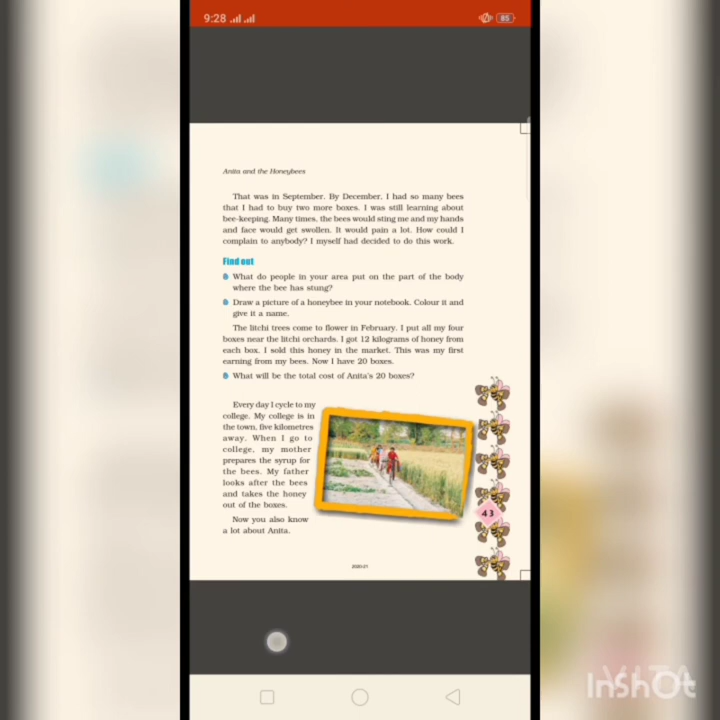 9:28
85
Anita and the Honeybees
That was in September. By December, I had so many bees
that I had to buy two more boxes. I was still learning about
bee-keeping. Many times, the bees would sting me and my hands
and face would get swollen. It would pain a lot. How could I
complain to anybody? I myself had decided to do this work.
Find out
What do people in your area put on the part of the body
where the bee has stung?
Draw a picture of a honeybee in your notebook. Colour it and
give it a name.
The litchi trees come to flower in February. I put all my four
boxes near the litchi orchards. I got 12 kilograms of honey from
each box. I sold this honey in the market. This was my first
earning from my bees. Now I have 20 boxes.
What will be the total cost of Anita's 20 boxes?
Every day I cycle to my
college. My college is in
the town, five kilometres
away. When I go to
college, my mother
prepares the syrup for
the bees. My father
looks after the bees
and takes the honey
out of the boxes.
Now you also know
a lot about Anita.
43
2020-21
InShOt